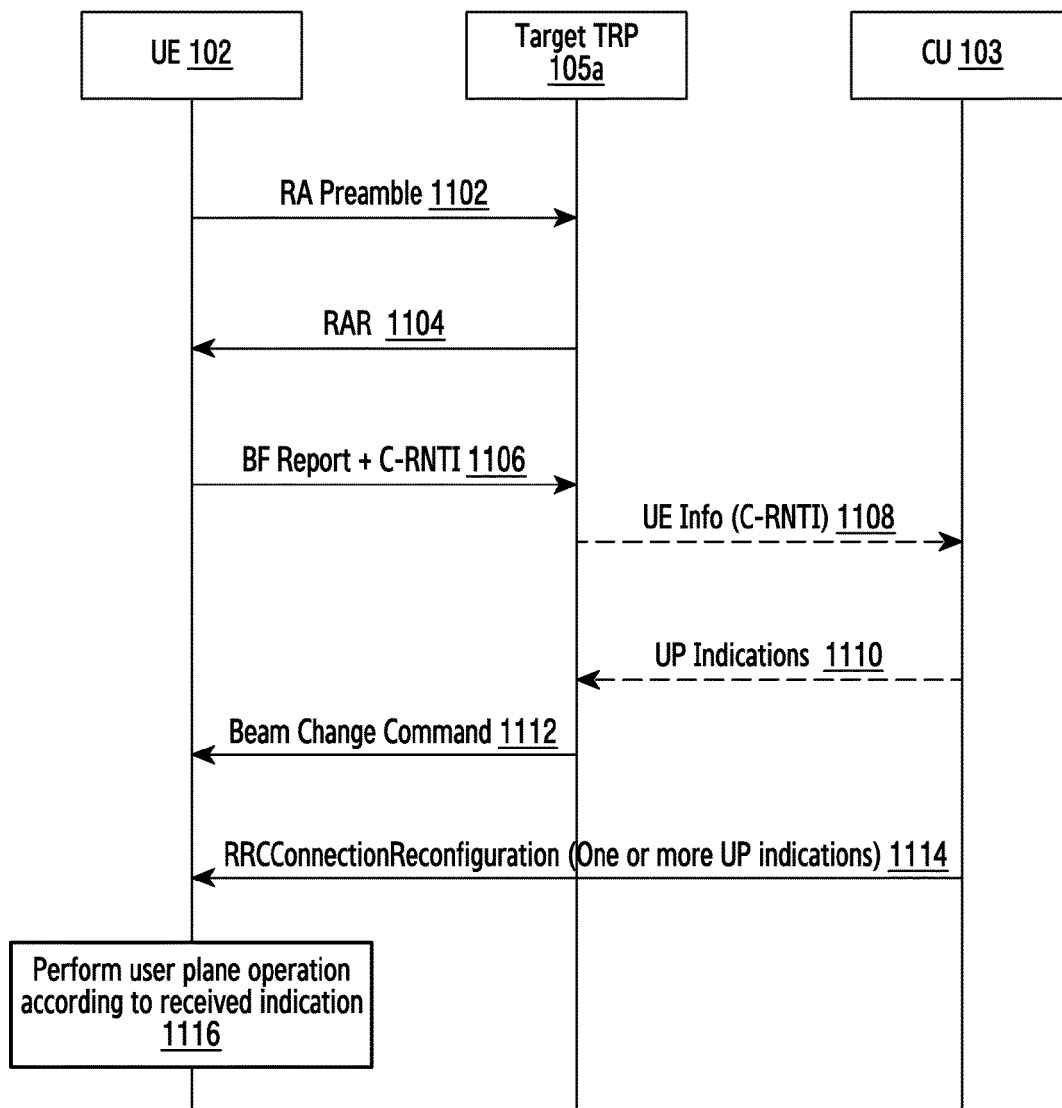 UE 102
Target TRP
105a
CU 103
RA Preamble 1102
RAR 1104
BF Report + C-RNTI 1106
UE Info (C-RNTI) 1108
UP Indications 1110
Beam Change Command 1112
RRCConnectionReconfiguration (One or more UP indications) 1114
Perform user plane operation
according to received indication
1116